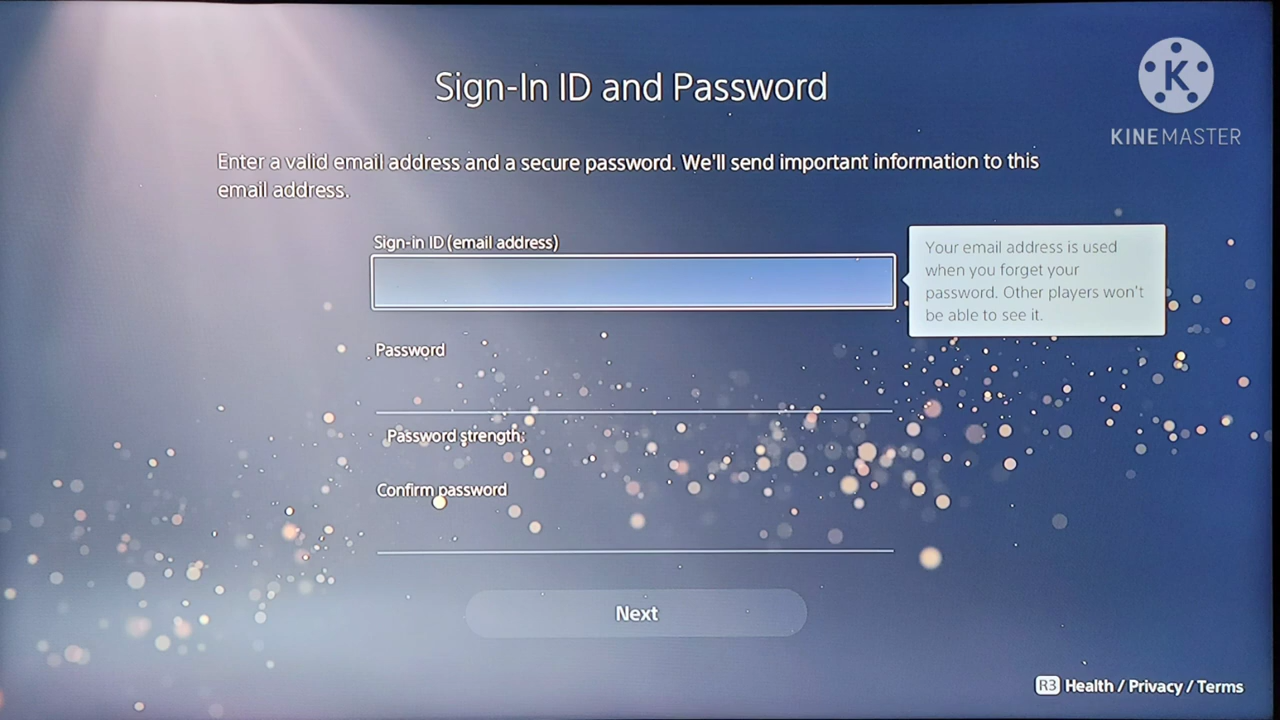 Sign-In ID and Password
K
KINEMASTER
Enter a valid email address and a secure password. We'll send important information to this
email address.
Sign-in ID (email address)
Your email address is used
when you forget your
password. Other players won't
be able to see it.
Password
Password strength:
Confirm password
Next
R3 Health / Privacy / Terms